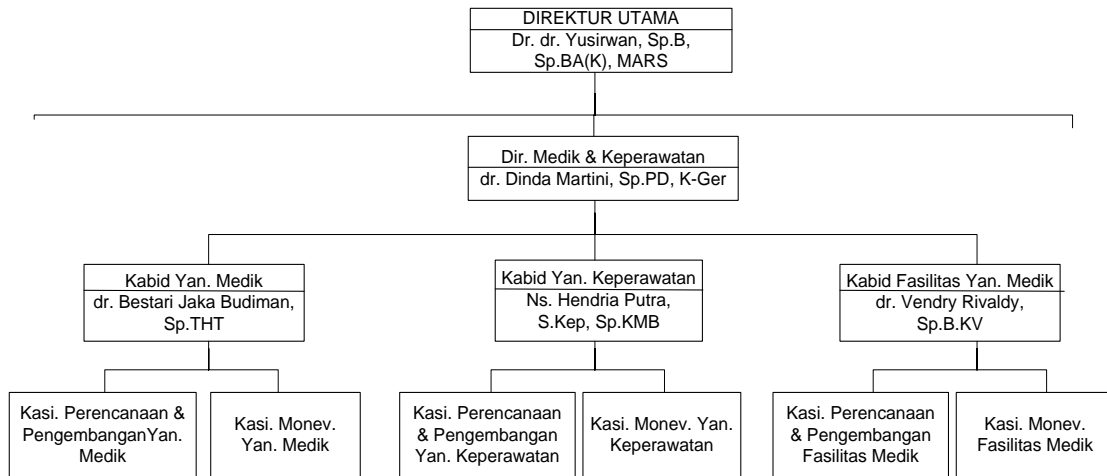 DIREKTUR UTAMA
Dr. dr. Yusirwan, Sp.B,
Sp.BA(K), MARS
Dir. Medik & Keperawatan
dr. Dinda Martini, Sp.PD, K-Ger
Kabid Yan. Medik
dr. Bestari Jaka Budiman,
Sp.THT
Kabid Yan. Keperawatan
Ns. Hendria Putra,
S.Kep, Sp.KMB
Kabid Fasilitas Yan. Medik
dr. Vendry Rivaldy,
Sp.B.KV
Kasi. Perencanaan &
PengembanganYan.
Medik
Kasi. Monev.
Yan. Medik
Kasi. Perencanaan
& Pengembangan
Yan. Keperawatan
Kasi. Monev. Yan.
Keperawatan
Kasi. Perencanaan
& Pengembangan
Fasilitas Medik
Kasi. Monev.
Fasilitas Medik